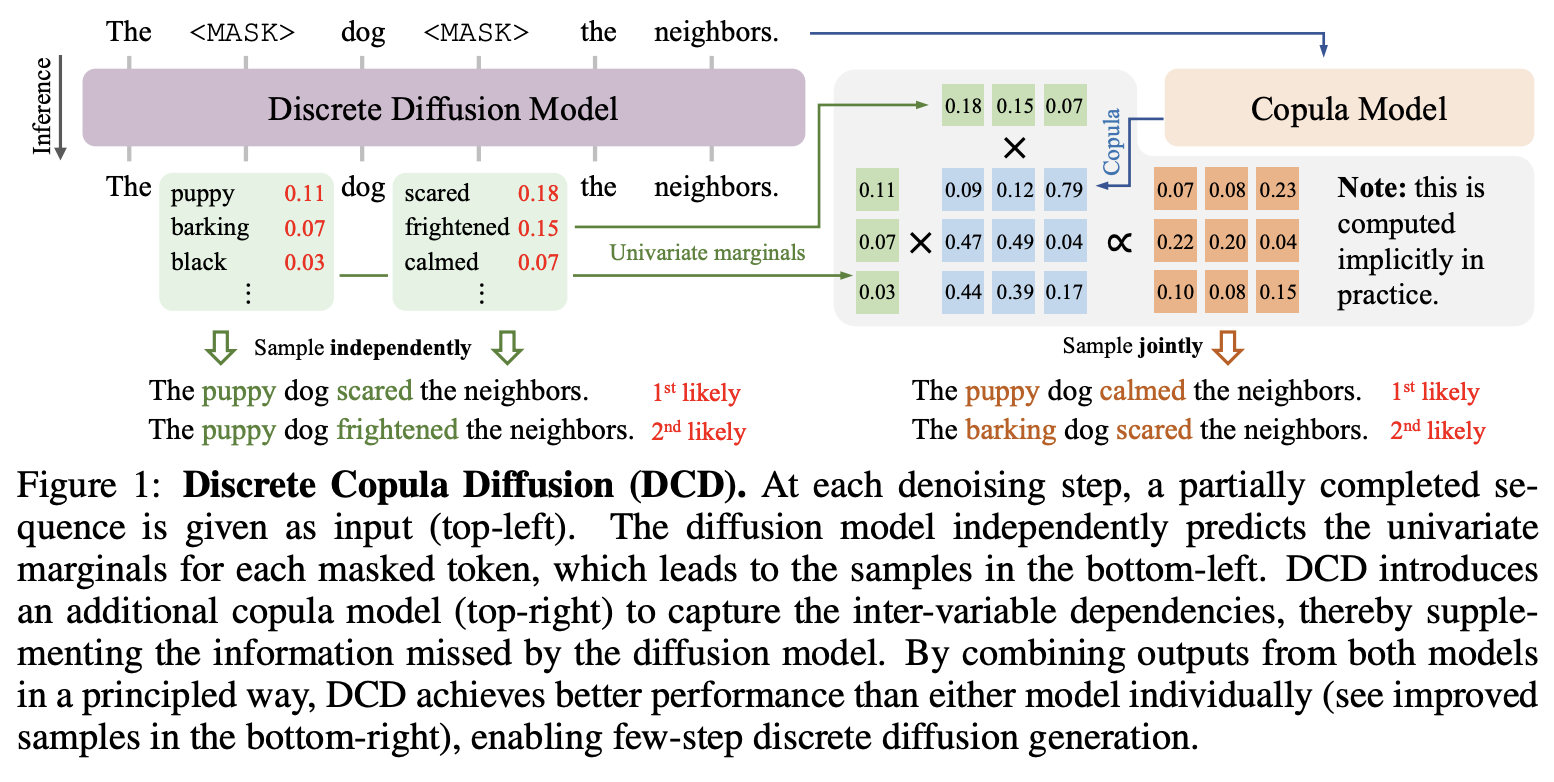 The <MASK> dog <MASK> the neighbors.
Inference
Discrete Diffusion Model
The
puppy 0.11
barking 0.07
black 0.03
⋮
dog
scared 0.18
frightened 0.15
calmed 0.07
⋮
the neighbors.
Univariate marginals
Sample independently
The puppy dog scared the neighbors. 1st likely
The puppy dog frightened the neighbors. 2nd likely
0.18 0.15 0.07
×
Copula
Copula Model
0.11
0.07
0.03
×
0.09 0.12 0.79
0.47 0.49 0.04
0.44 0.39 0.17
∝
0.07 0.08 0.23
0.22 0.20 0.04
0.10 0.08 0.15
Note: this is
computed
implicitly in
practice.
Sample jointly
The puppy dog calmed the neighbors. 1st likely
The barking dog scared the neighbors. 2nd likely
Figure 1: Discrete Copula Diffusion (DCD). At each denoising step, a partially completed se-
quence is given as input (top-left). The diffusion model independently predicts the univariate
marginals for each masked token, which leads to the samples in the bottom-left. DCD introduces
an additional copula model (top-right) to capture the inter-variable dependencies, thereby supple-
menting the information missed by the diffusion model. By combining outputs from both models
in a principled way, DCD achieves better performance than either model individually (see improved
samples in the bottom-right), enabling few-step discrete diffusion generation.